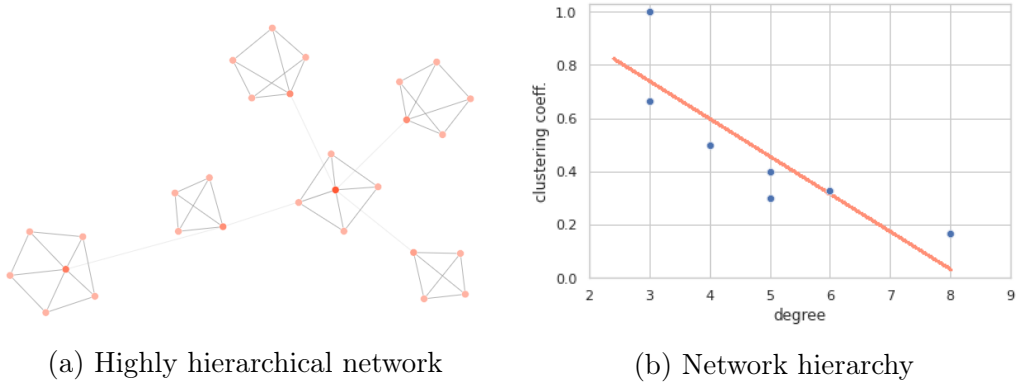 1.0
0.8
0.6
0.4
0.2
0.0
clustering coeff.
2 3 4 5 6 7 8 9
degree
(a) Highly hierarchical network
(b) Network hierarchy